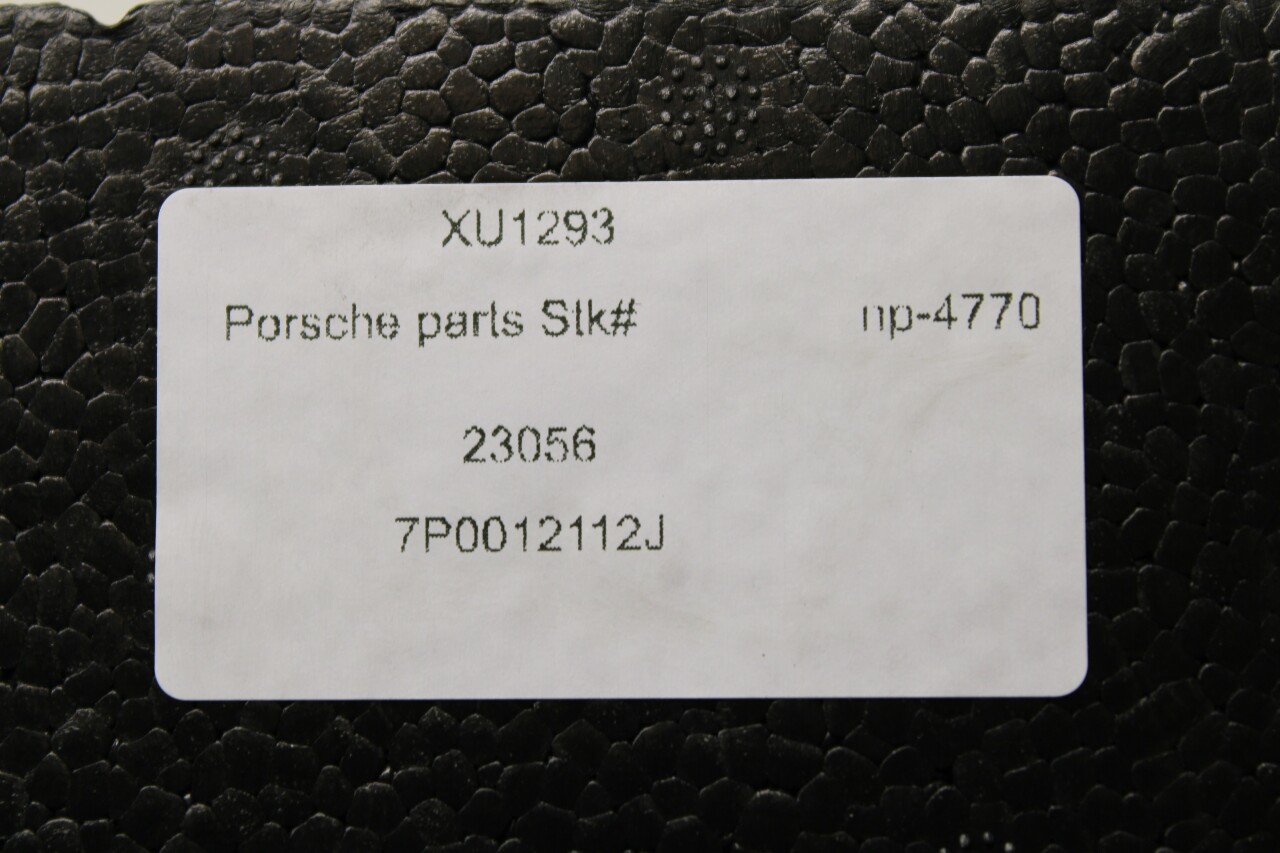 XU1293
Porsche parts Stk# np-4770
23056
7P0012112J